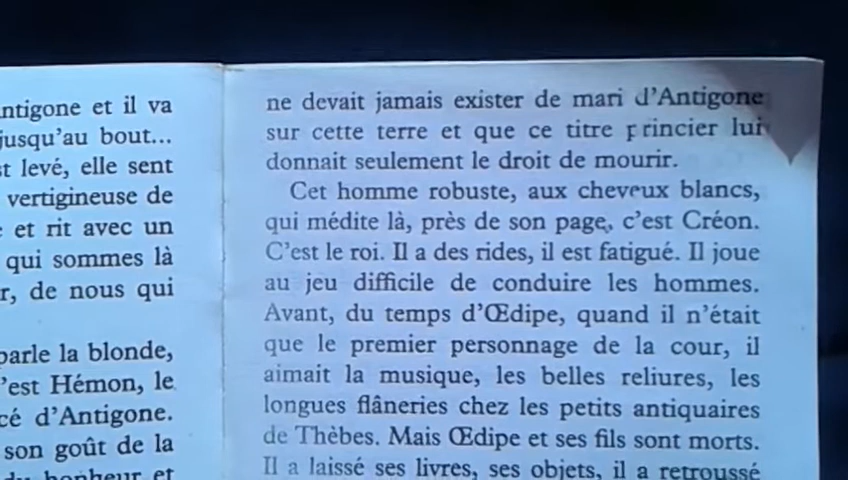 ntigone et il va
jusqu'au bout...
st levé, elle sent
vertigineuse de
et rit avec un
qui sommes là
r, de nous qui
parle la blonde,
'est Hémon, le
cé d'Antigone.
son goût de la
du bonheur et
ne devait jamais exister de mari d'Antigone
sur cette terre et que ce titre princier lui
donnait seulement le droit de mourir.
Cet homme robuste, aux cheveux blancs,
qui médite là, près de son page, c'est Créon.
C'est le roi. Il a des rides, il est fatigué. Il joue
au jeu difficile de conduire les hommes.
Avant, du temps d'Œdipe, quand il n'était
que le premier personnage de la cour, il
aimait la musique, les belles reliures, les
longues flâneries chez les petits antiquaires
de Thèbes. Mais Œdipe et ses fils sont morts.
Il a laissé ses livres, ses objets, il a retroussé